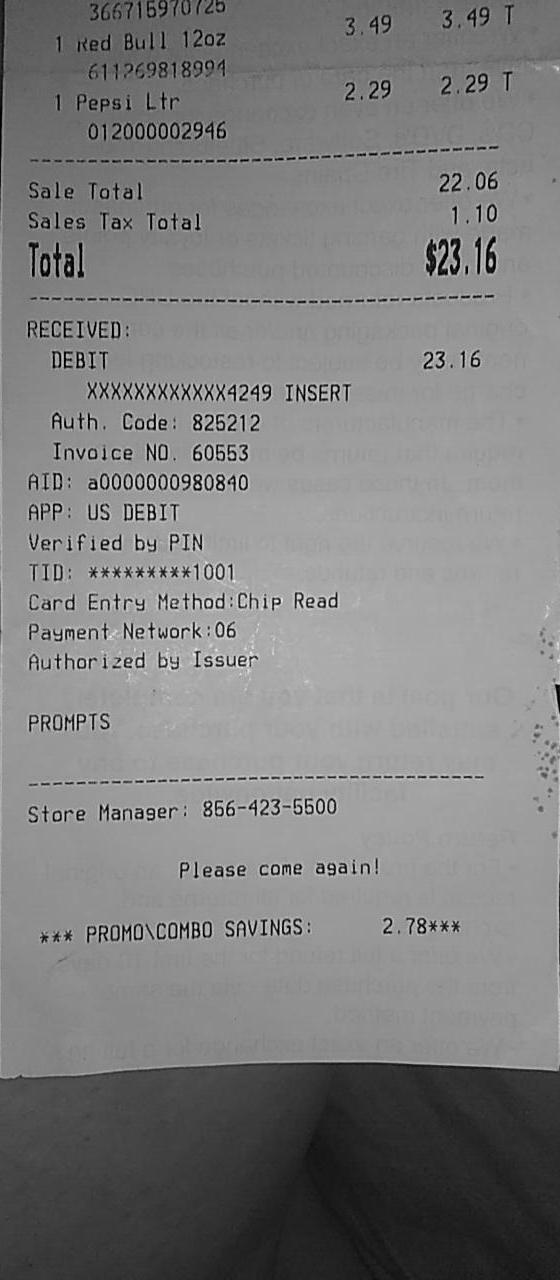 366715970726
1 Red Bull 12oz 3.49 3.49 T
611269818994
1 Pepsi Ltr 2.29 2.29 T
012000002946
Sale Total 22.06
Sales Tax Total 1.10
Total $23.16
RECEIVED:
DEBIT 23.16
XXXXXXXXXXXX4249 INSERT
Auth. Code: 825212
Invoice NO. 60553
AID: a0000000980840
APP: US DEBIT
Verified by PIN
TID: *********1001
Card Entry Method:Chip Read
Payment Network:06
Authorized by Issuer
PROMPTS
Store Manager: 856-423-5500
Please come again!
*** PROMO\COMBO SAVINGS: 2.78***